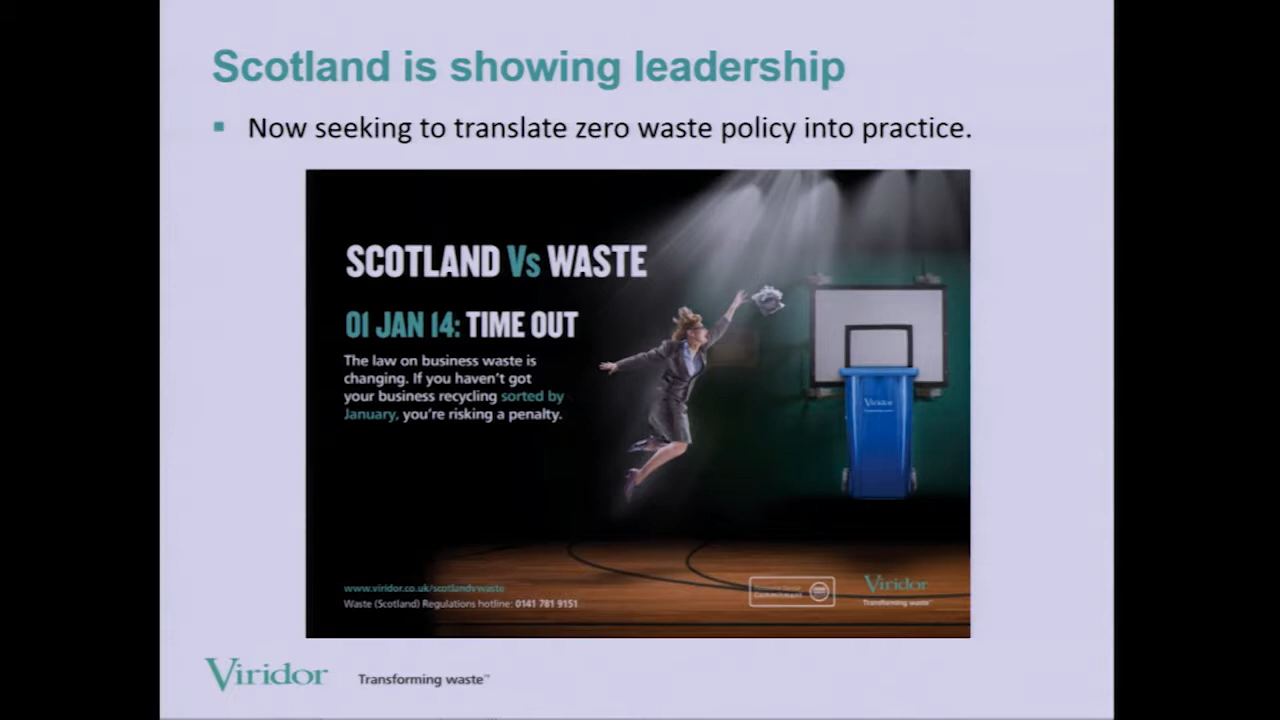 Scotland is showing leadership
Now seeking to translate zero waste policy into practice.
SCOTLAND Vs WASTE
01 JAN 14: TIME OUT
The law on business waste is
changing. If you haven't got
your business recycling sorted by
January, you're risking a penalty.
Viridor
www.viridor.co.uk/scotlandvwaste
Waste (Scotland) Regulations hotline: 0141 781 9151
Commitment
Viridor
Transforming waste™
Viridor
Transforming waste™